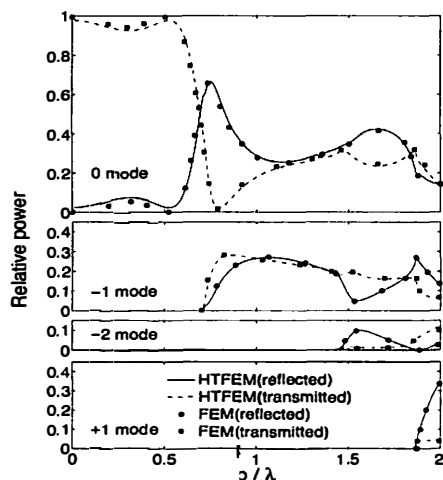 1
0.8
0.6
0.4
0.2
0
0 mode
Relative power
0.4
0.3
0.2
0.1
0
-1 mode
0.1
0
-2 mode
0.4
0.3
0.2
0.1
0
HTFEM(reflected)
HTFEM(transmitted)
FEM(reflected)
FEM(transmitted)
+1 mode
0 0.5 1 1.5 2
/ λ